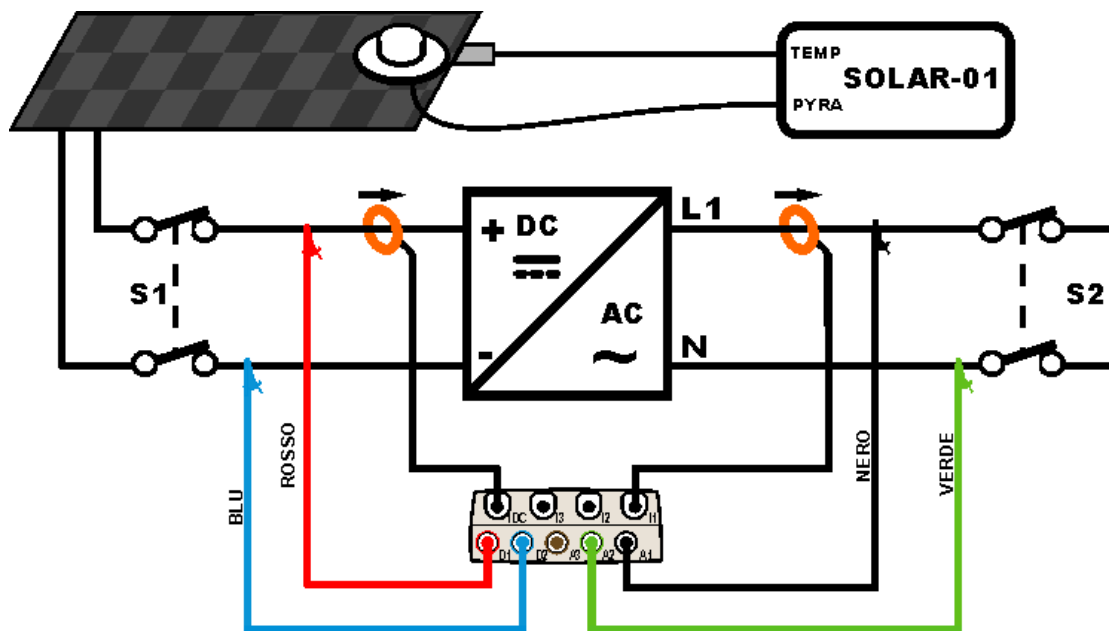 TEMP
SOLAR-01
PYRA
+ DC
L1
S1
S2
AC
-
~
N
ROSSO
BLU
NERO
VERDE
IDC I3 I2 I1
D1 D2 A3 A2 A1